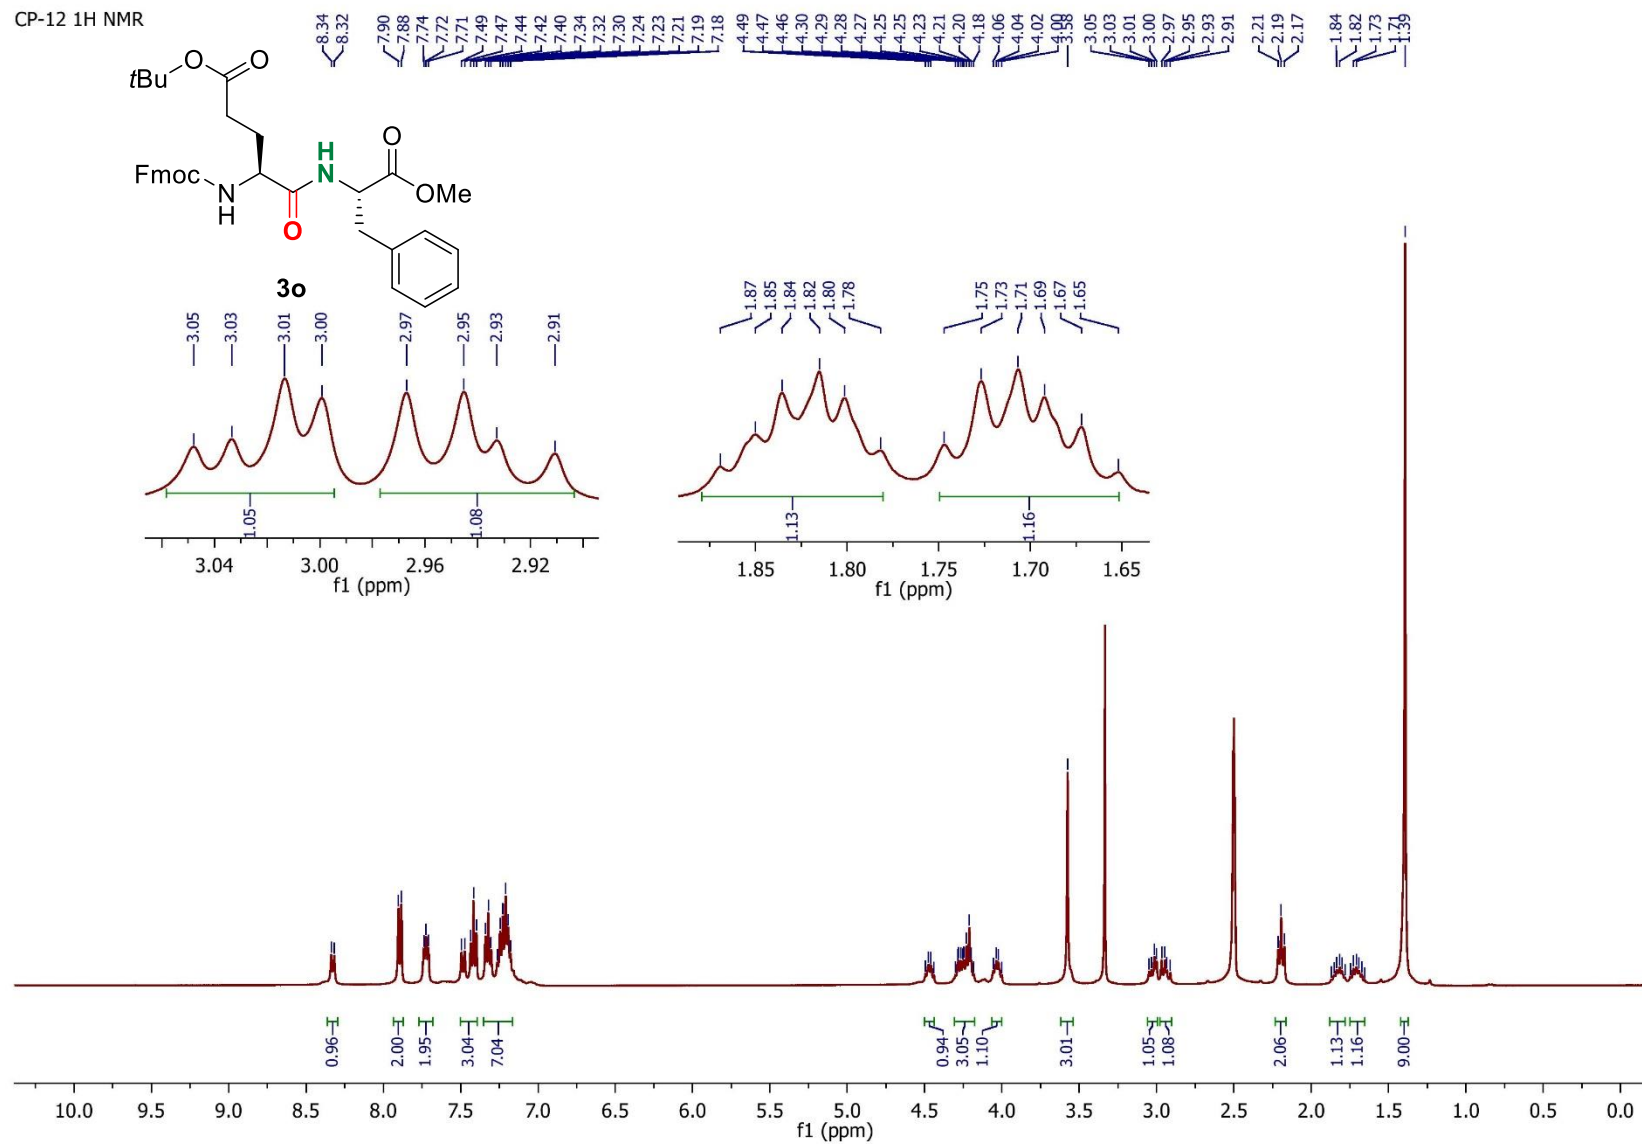 CP-12 1H NMR
8.34 8.32 7.90 7.88 7.74 7.72 7.71 7.49 7.47 7.44 7.42 7.40 7.34 7.32 7.30 7.24 7.23 7.21 7.19 7.18 4.49 4.47 4.46 4.30 4.29 4.28 4.27 4.25 4.25 4.23 4.21 4.20 4.18 4.06 4.04 4.02 4.00 3.58 3.05 3.03 3.01 3.00 2.97 2.95 2.93 2.91 2.21 2.19 2.17 1.84 1.82 1.73 1.71 1.39
tBu O O
H
N
O
OMe
Fmoc
N
H
O
3o
3.05 3.03 3.01 3.00 2.97 2.95 2.93 2.91
1.05 1.08
3.04 3.00 2.96 2.92
f1 (ppm)
1.87 1.85 1.84 1.82 1.80 1.78 1.75 1.73 1.71 1.69 1.67 1.65
1.13 1.16
1.85 1.80 1.75 1.70 1.65
f1 (ppm)
0.96 2.00 1.95 3.04 7.04 0.94 3.05 1.10 3.01 1.05 1.08 2.06 1.13 1.16 9.00
10.0 9.5 9.0 8.5 8.0 7.5 7.0 6.5 6.0 5.5 5.0 4.5 4.0 3.5 3.0 2.5 2.0 1.5 1.0 0.5 0.0
f1 (ppm)